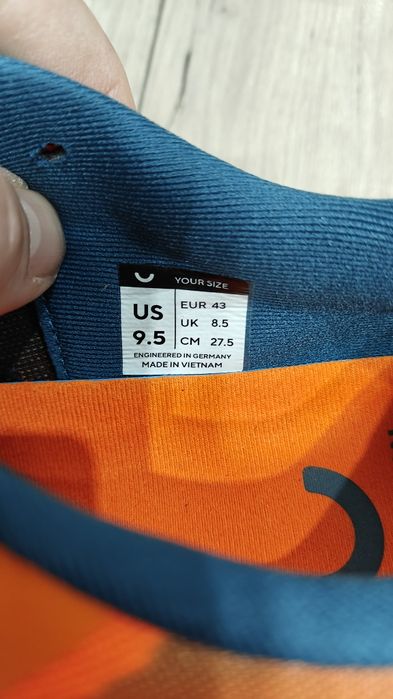 YOUR SIZE
US
9.5
EUR 43
UK 8.5
CM 27.5
ENGINEERED IN GERMANY
MADE IN VIETNAM